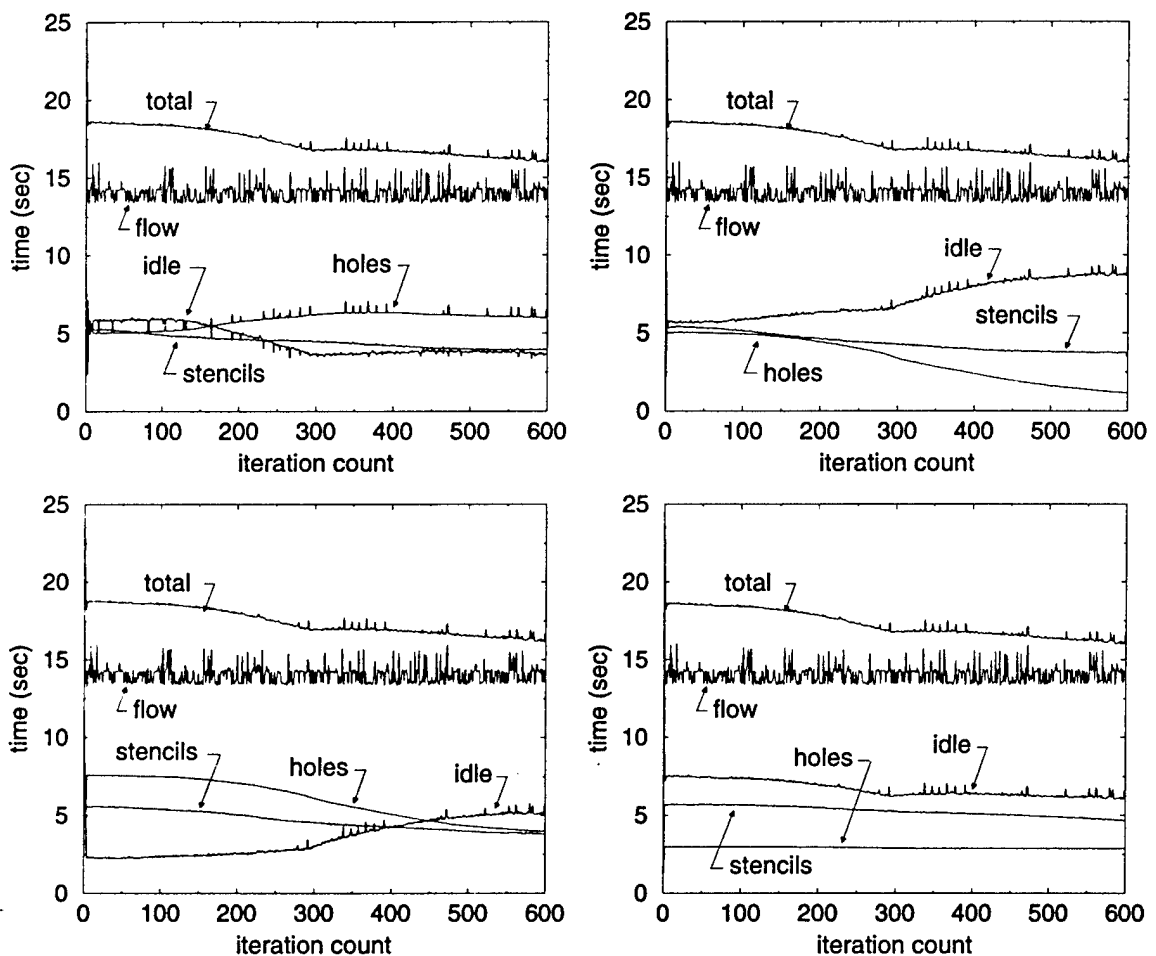 25
20
15
10
5
0
time (sec)
total
flow
idle
holes
stencils
0 100 200 300 400 500 600
iteration count
25
20
15
10
5
0
time (sec)
total
flow
idle
stencils
holes
0 100 200 300 400 500 600
iteration count
25
20
15
10
5
0
time (sec)
total
flow
stencils
holes
idle
0 100 200 300 400 500 600
iteration count
25
20
15
10
5
0
time (sec)
total
flow
holes
idle
stencils
0 100 200 300 400 500 600
iteration count